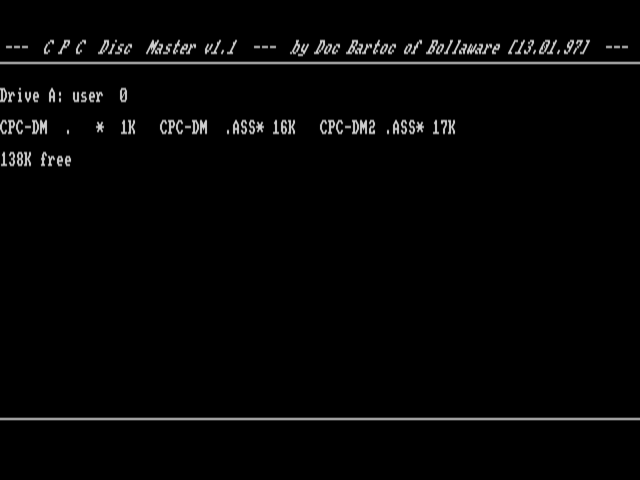 --- C P C  Disc  Master v1.1  ---  by Doc Bartoc of Bollaware [13.01.97]  ---
Drive A: user  0
CPC-DM  .   *  1K   CPC-DM  .ASS* 16K   CPC-DM2 .ASS* 17K
138K free